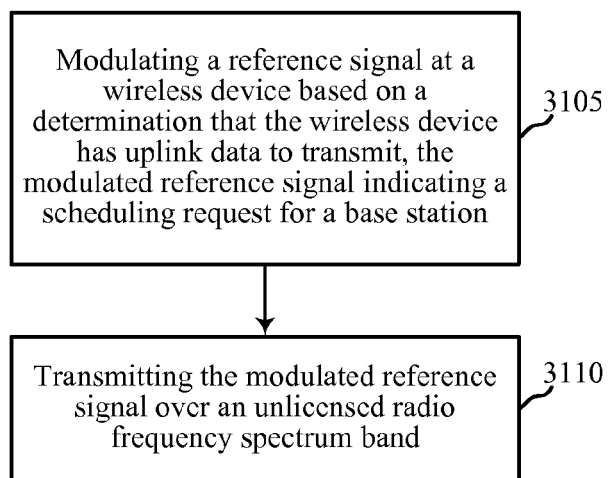 Modulating a reference signal at a
wireless device based on a
determination that the wireless device
has uplink data to transmit, the
modulated reference signal indicating a
scheduling request for a base station
3105
Transmitting the modulated reference
signal over an unlicensed radio
frequency spectrum band
3110